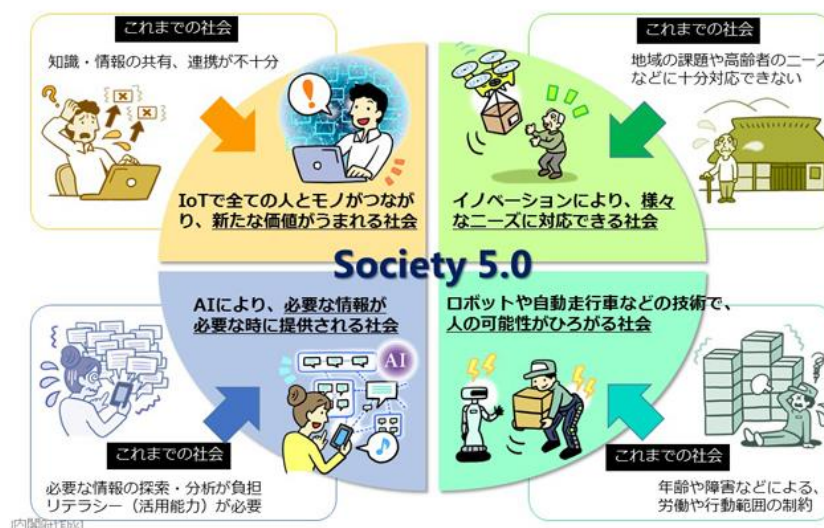 これまでの社会
知識・情報の共有、連携が不十分
IoTで全ての人とモノがつなが
り、新たな価値がうまれる社会
これまでの社会
地域の課題や高齢者のニーズ
などに十分対応できない
イノベーションにより、様々
なニーズに対応できる社会
Society 5.0
AIにより、必要な情報が
必要な時に提供される社会
AI
これまでの社会
必要な情報の探索・分析が負担
リテラシー（活用能力）が必要
ロボットや自動走行車などの技術で、
人の可能性がひろがる社会
これまでの社会
年齢や障害などによる、
労働や行動範囲の制約